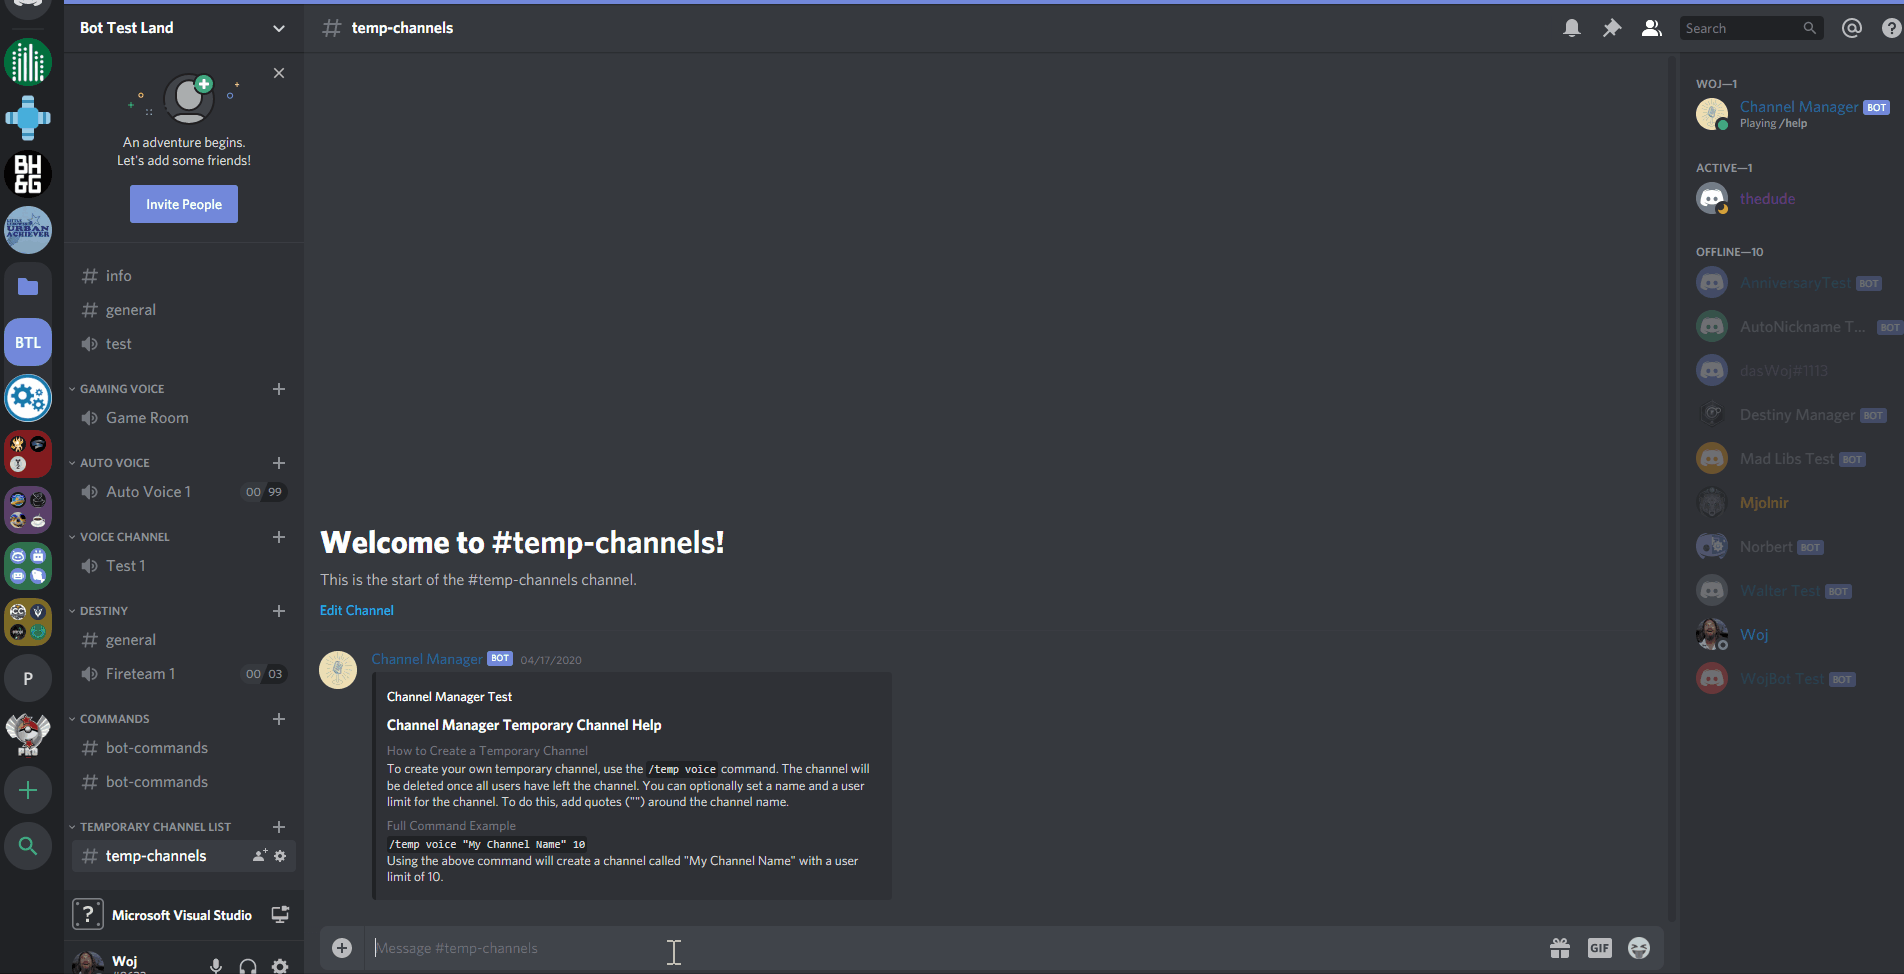 Bot Test Land
# temp-channels
Search
An adventure begins.
Let's add some friends!
Invite People
BH
&G
URBAN
ACHIEVER
BTL
CC
P
PRO
# info
# general
test
GAMING VOICE
Game Room
AUTO VOICE
Auto Voice 1 00 99
VOICE CHANNEL
Test 1
DESTINY
# general
Fireteam 1 00 03
COMMANDS
# bot-commands
# bot-commands
TEMPORARY CHANNEL LIST
# temp-channels
? Microsoft Visual Studio
Woj
Welcome to #temp-channels!
This is the start of the #temp-channels channel.
Edit Channel
Channel Manager BOT 04/17/2020
Channel Manager Test
Channel Manager Temporary Channel Help
How to Create a Temporary Channel
To create your own temporary channel, use the /temp voice command. The channel will
be deleted once all users have left the channel. You can optionally set a name and a user
limit for the channel. To do this, add quotes ("") around the channel name.
Full Command Example
/temp voice "My Channel Name" 10
Using the above command will create a channel called "My Channel Name" with a user
limit of 10.
Message #temp-channels
GIF
WOJ—1
Channel Manager BOT
Playing /help
ACTIVE—1
thedude
OFFLINE—10
AnniversaryTest BOT
AutoNickname T... BOT
dasWoj#1113
Destiny Manager BOT
Mad Libs Test BOT
Mjolnir
Norbert BOT
Walter Test BOT
Woj
WojBot Test BOT